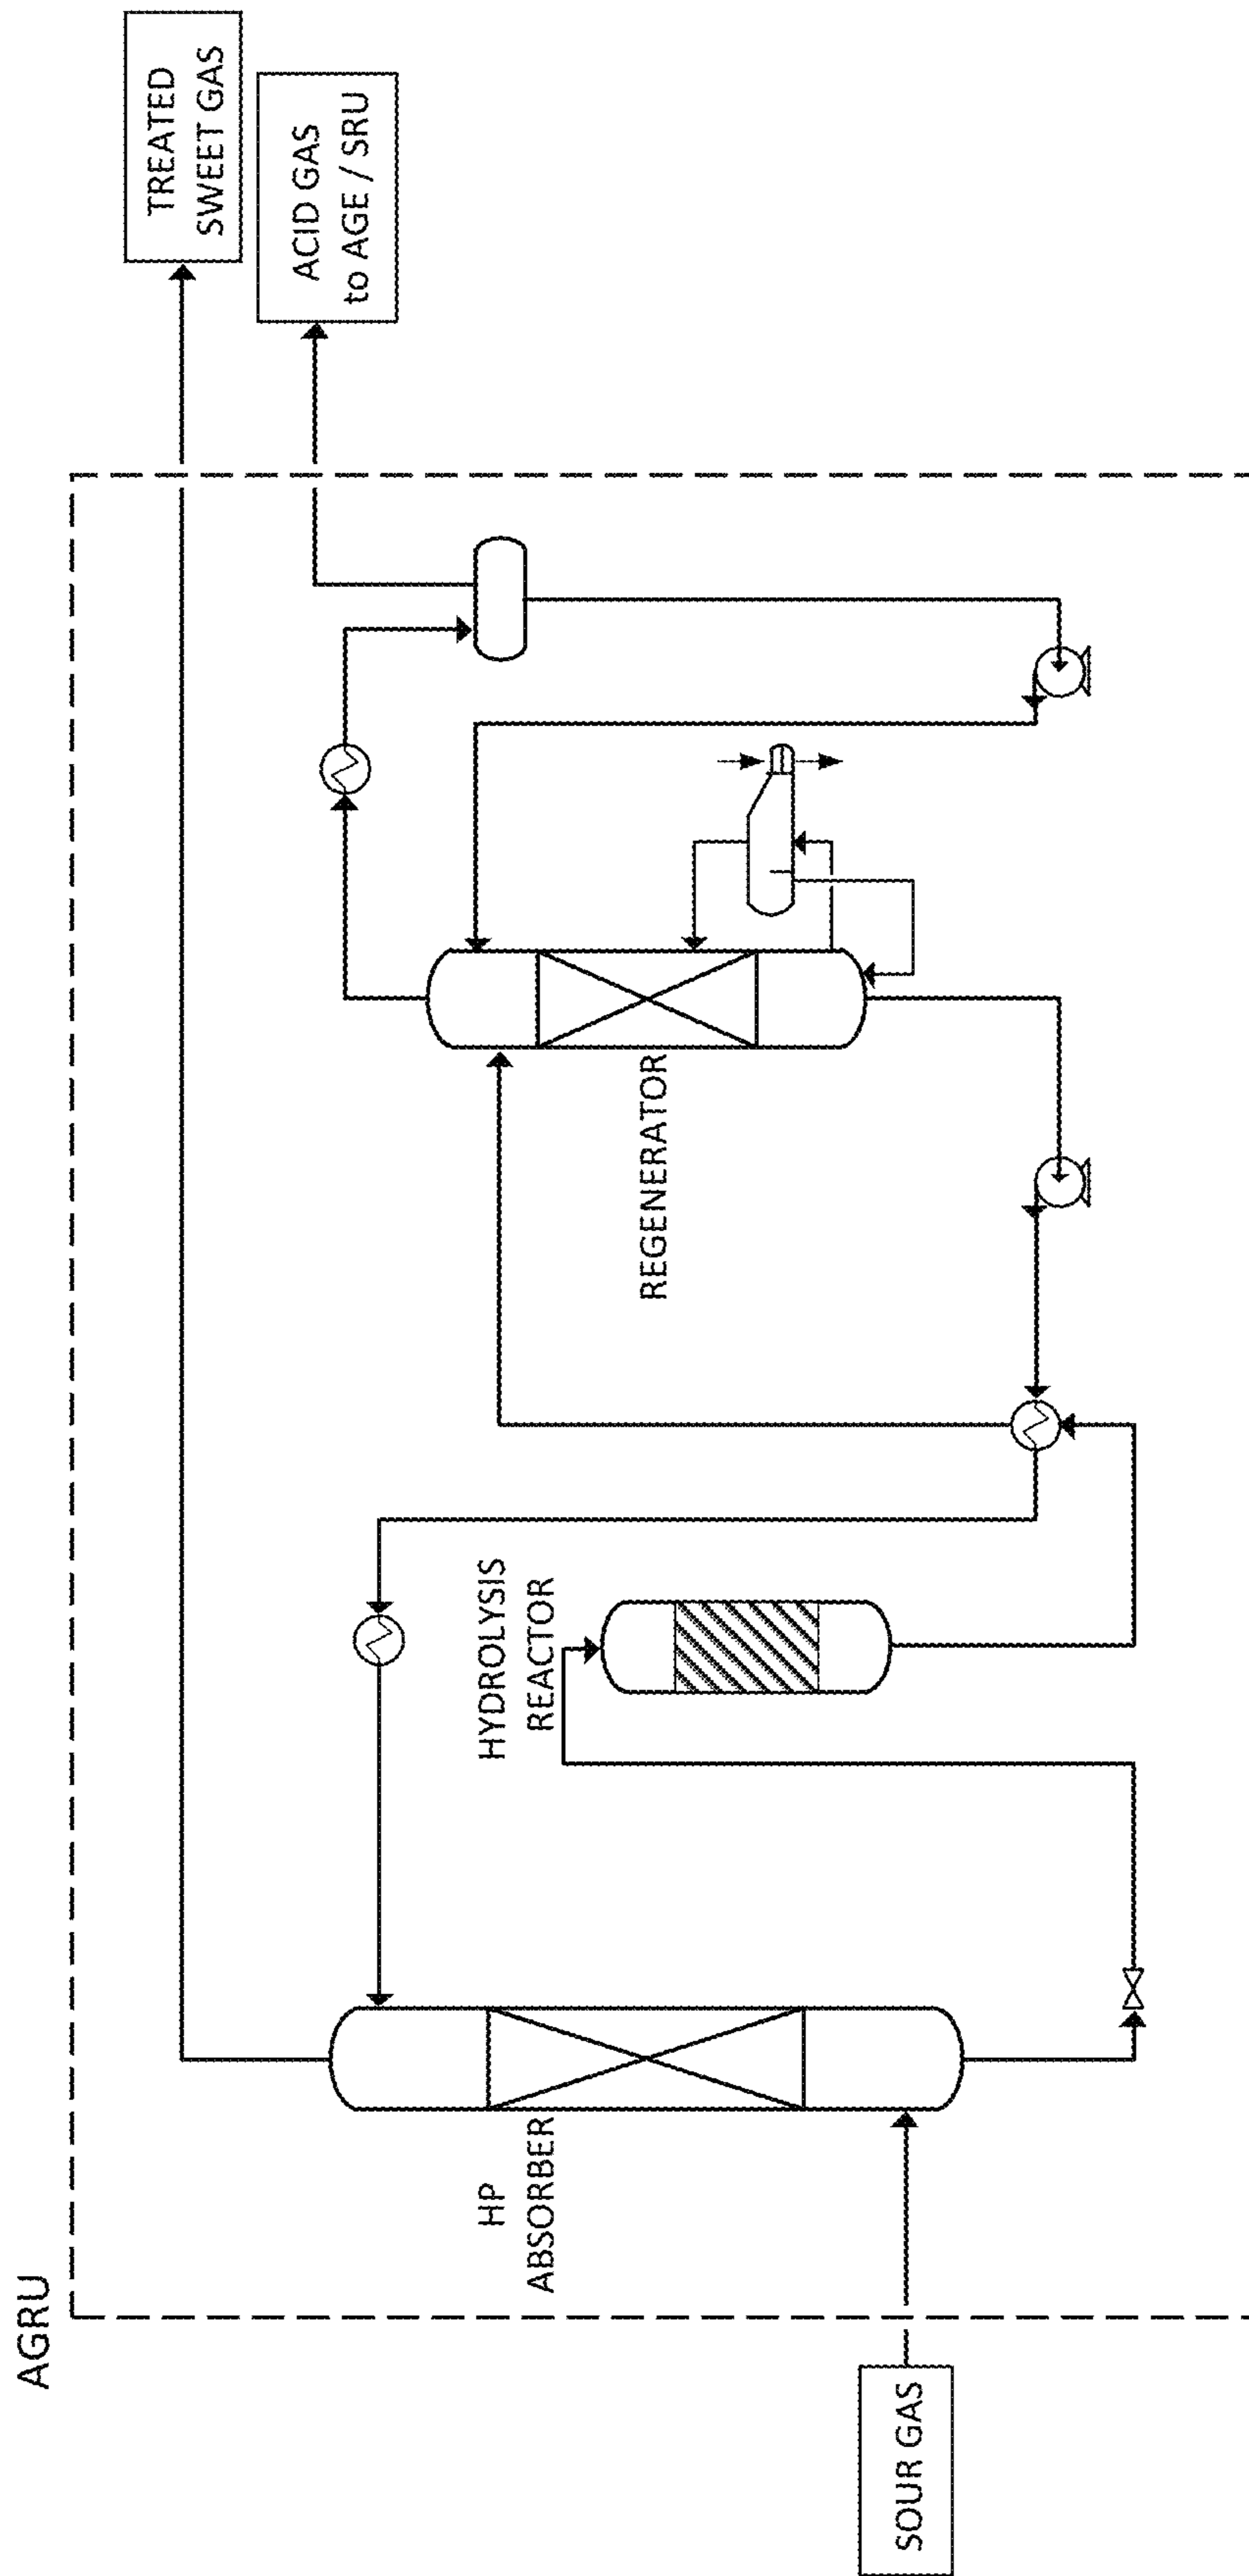 AGRU
TREATED
SWEET GAS
ACID GAS
to AGE / SRU
HYDROLYSIS
REACTOR
HP
ABSORBER
REGENERATOR
SOUR GAS